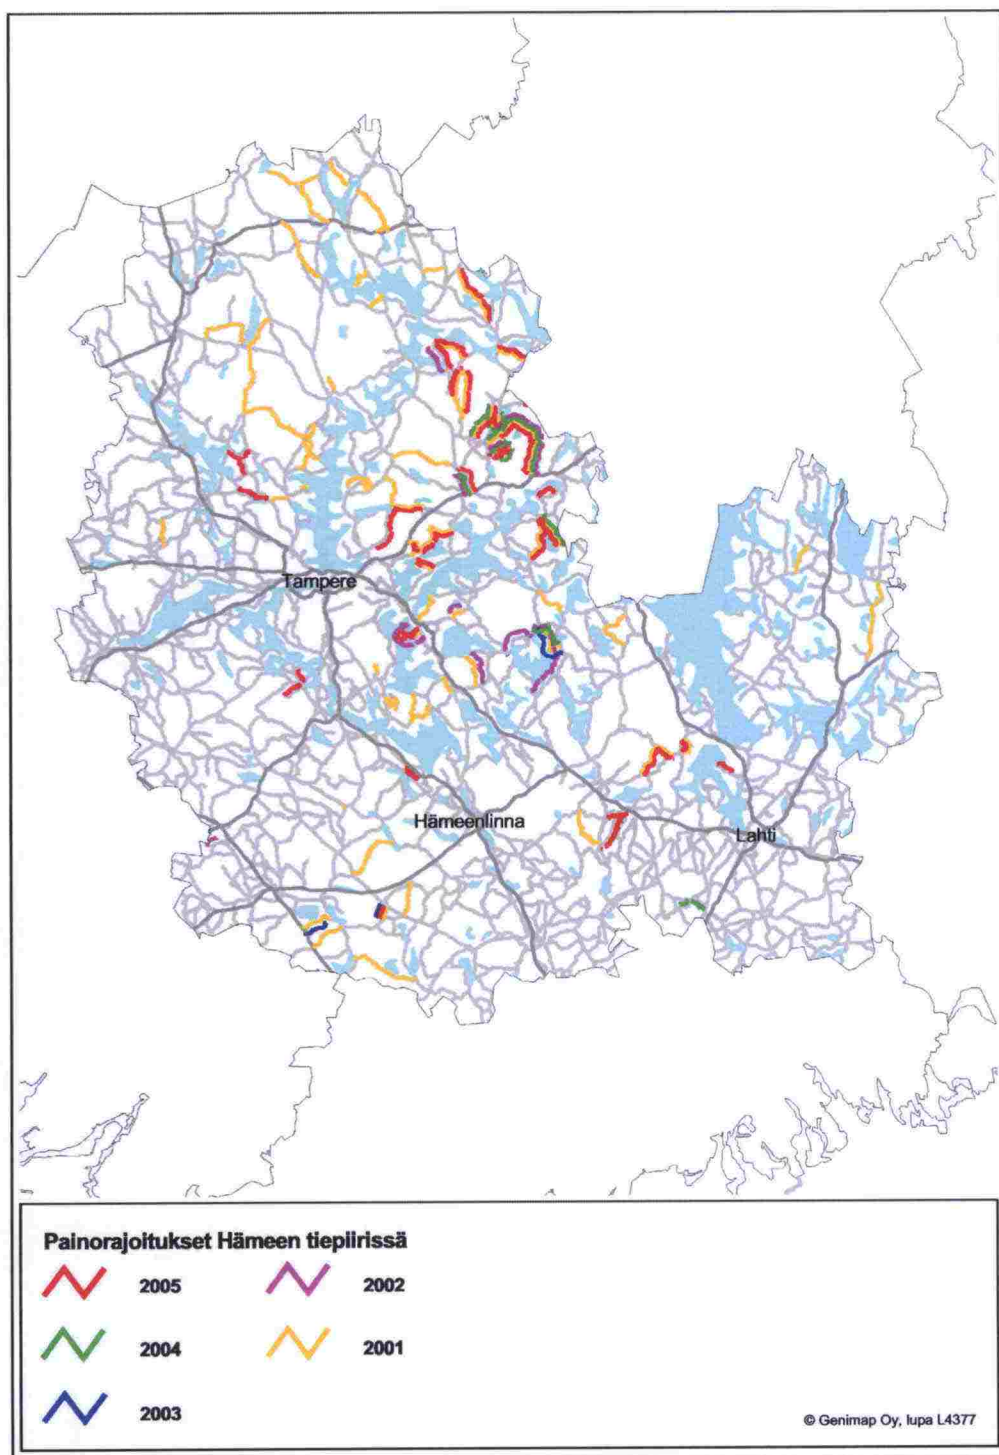 Tampere
Hämeenlinna
Lahti
Painorajoitukset Hämeen tiepiirissä
2005
2002
2004
2001
2003
© Genimap Oy, lupa L4377